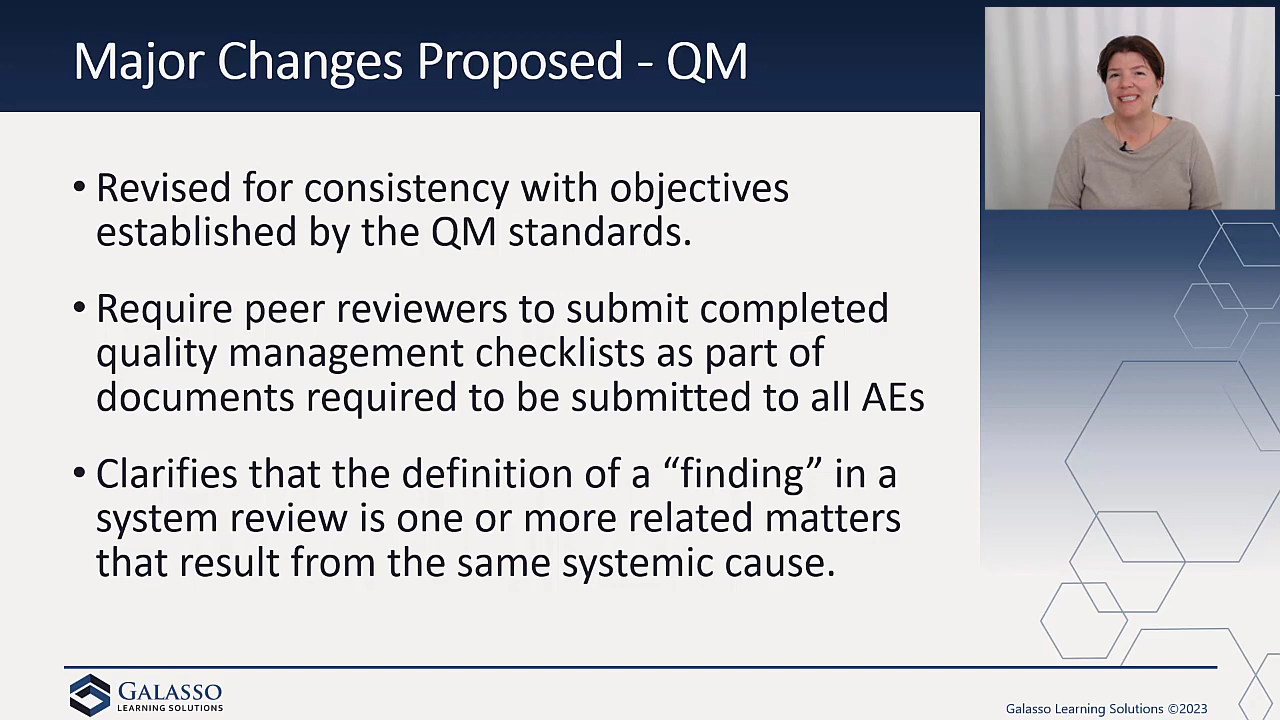 Major Changes Proposed - QM
• Revised for consistency with objectives
established by the QM standards.
• Require peer reviewers to submit completed
quality management checklists as part of
documents required to be submitted to all AEs
• Clarifies that the definition of a “finding” in a
system review is one or more related matters
that result from the same systemic cause.
GALASSO
LEARNING SOLUTIONS
Galasso Learning Solutions ©2023